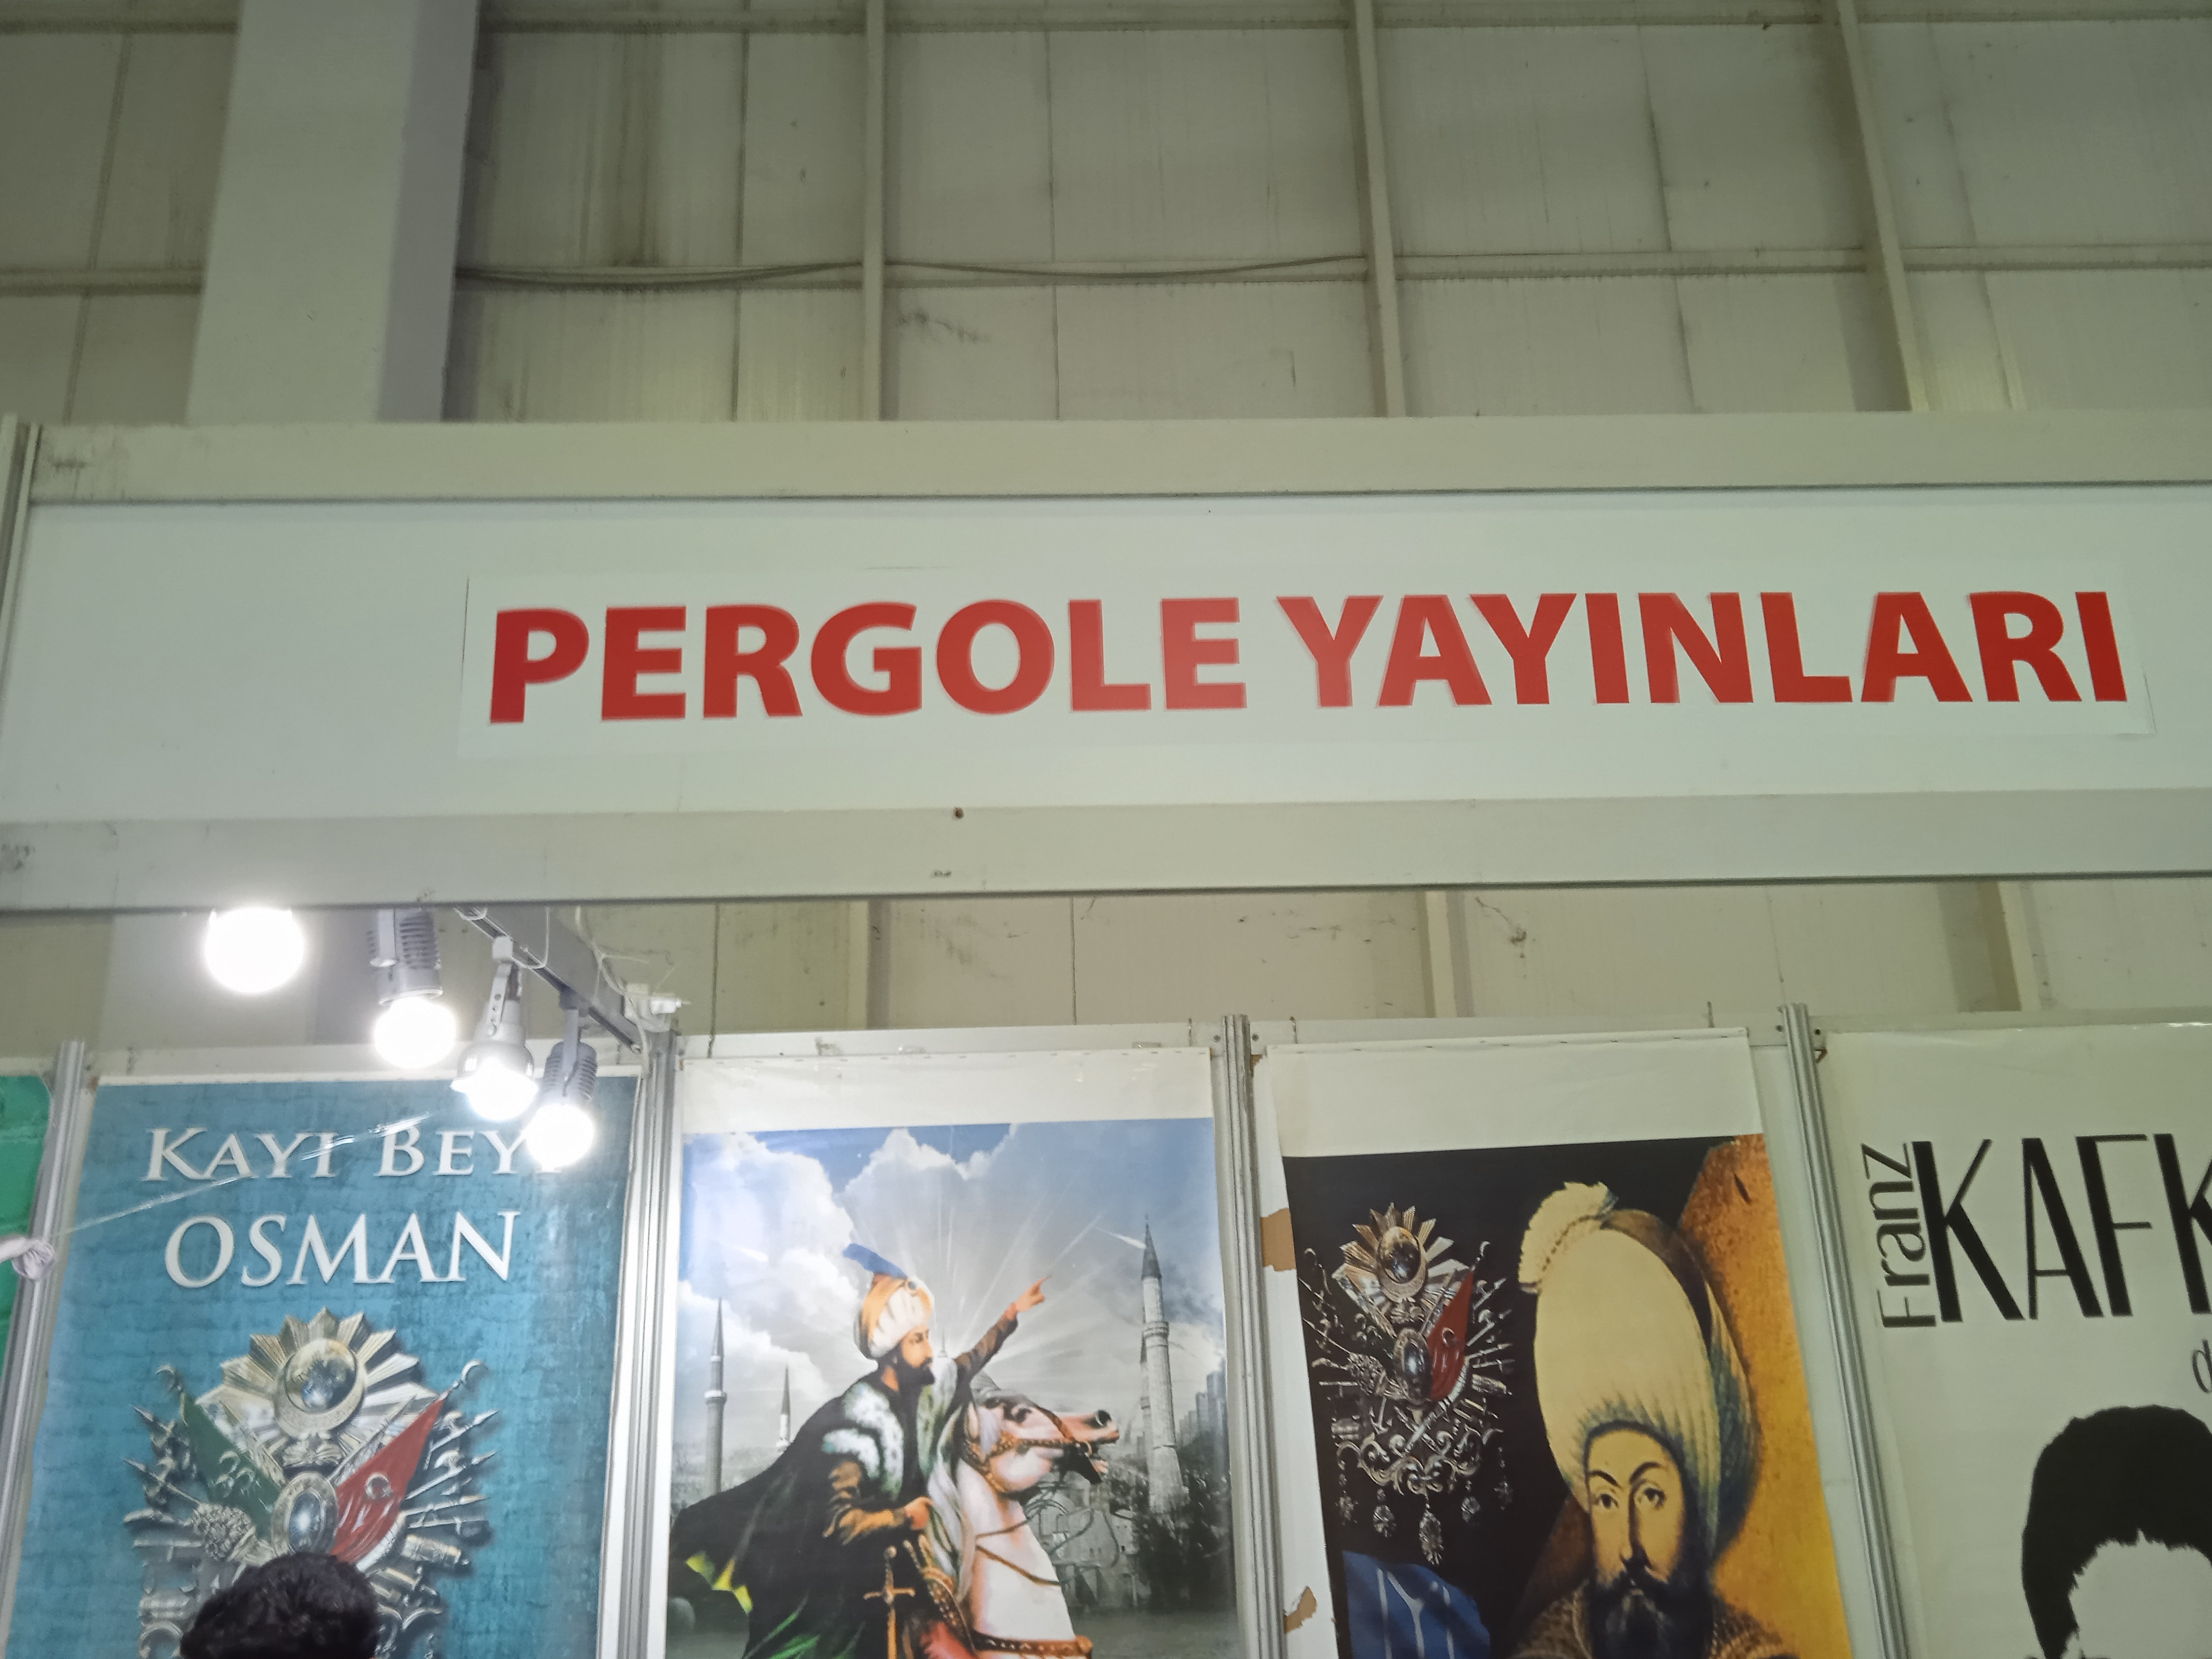 PERGOLE YAYINLARI
KAYI BEYİ
OSMAN
Franz
KAFK
d